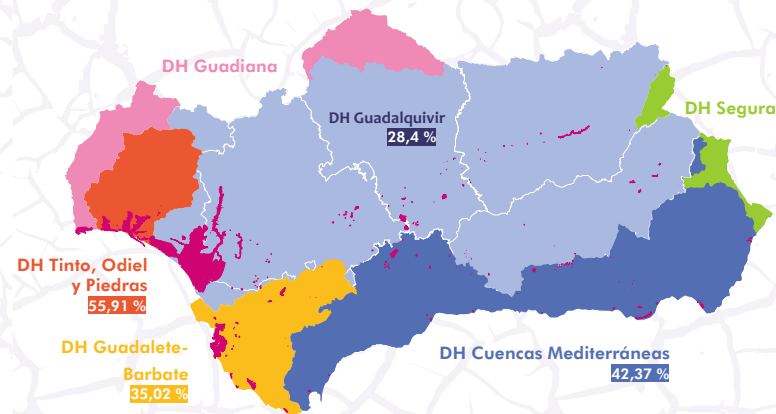 DH Guadiana
DH Guadalquivir
28,4 %
DH Segura
DH Tinto, Odiel
y Piedras
55,91 %
DH Guadalete-
Barbate
35,02 %
DH Cuencas Mediterráneas
42,37 %